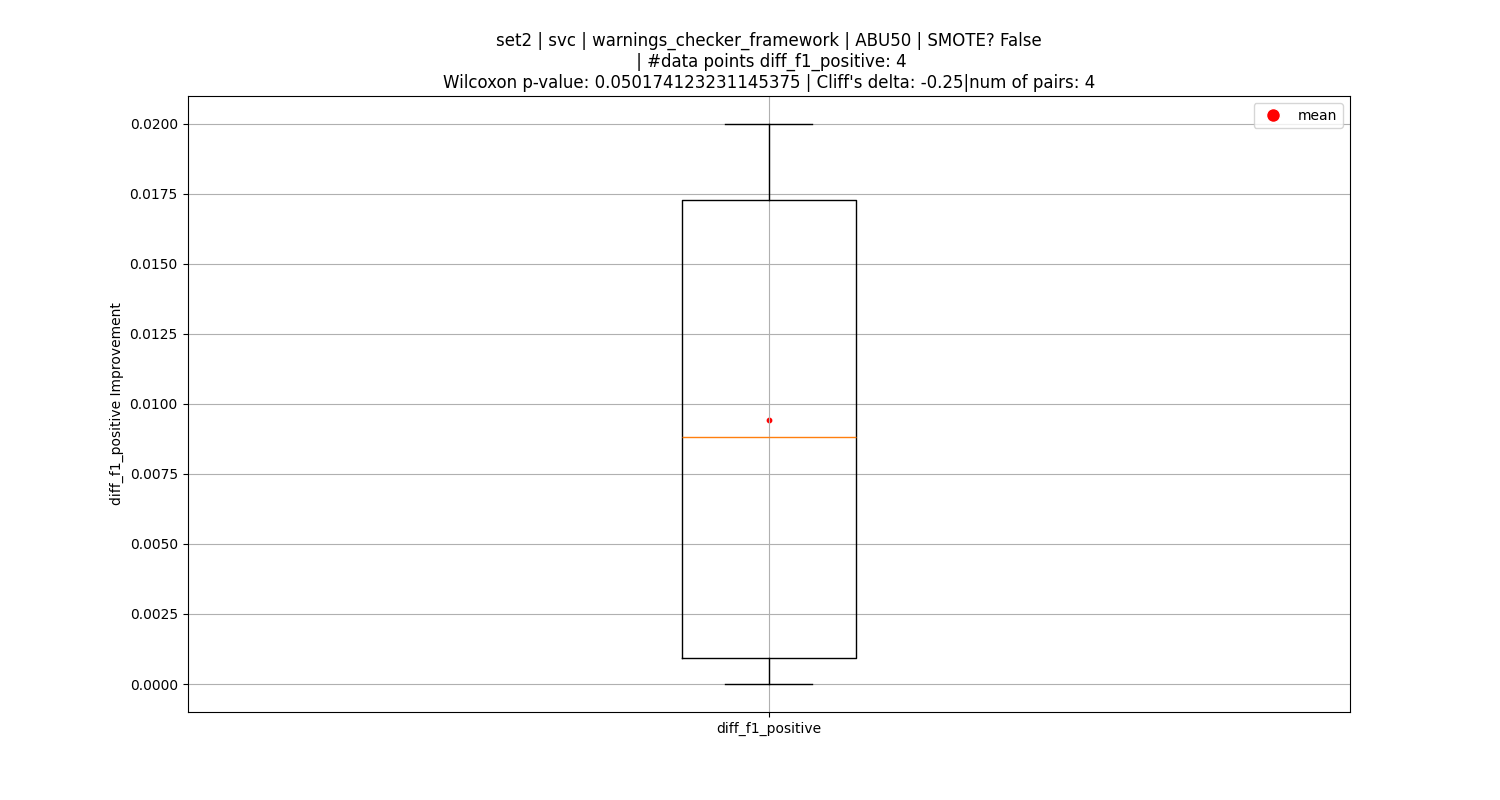 set2 | svc | warnings_checker_framework | ABU50 | SMOTE? False
| #data points diff_f1_positive: 4
Wilcoxon p-value: 0.050174123231145375 | Cliff's delta: -0.25|num of pairs: 4
mean
0.0200
0.0175
0.0150
0.0125
0.0100
0.0075
0.0050
0.0025
0.0000
diff_f1_positive Improvement
diff_f1_positive